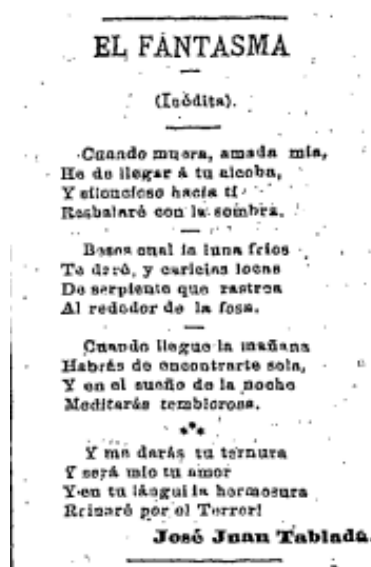 EL FANTASMA
(Inédita).
Cuando muera, amada mía,
He de llegar á tu alcoba,
Y silencioso hacia tí
Resbalaré con la sombra.
Besos cual la luna fríos
Te daré, y caricias locas
De serpiente que rastrea
Al rededor de la fosa.
Cuando llegue la mañana
Habrás de encontrarte sola,
Y en el sueño de la noche
Meditarás temblorosa.
***
Y me darás tu ternura
Y será mío tu amor
Y en tu lánguida hermosura
Reinaré por el Terror!
José Juan Tablada.